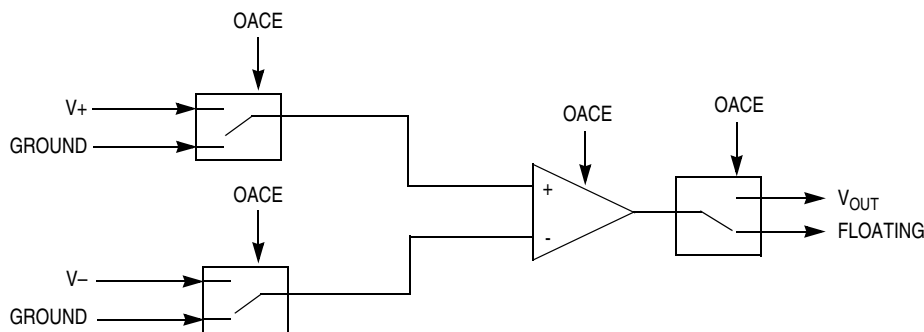 OACE
V+
GROUND
OACE
OACE
+
-
VOUT
FLOATING
OACE
V–
GROUND